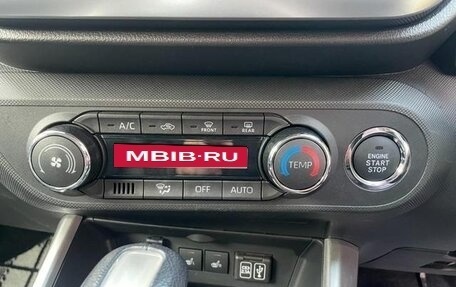 A/C
FRONT
REAR
MBIB·RU
TEMP
ENGINE
START
STOP
OFF
AUTO